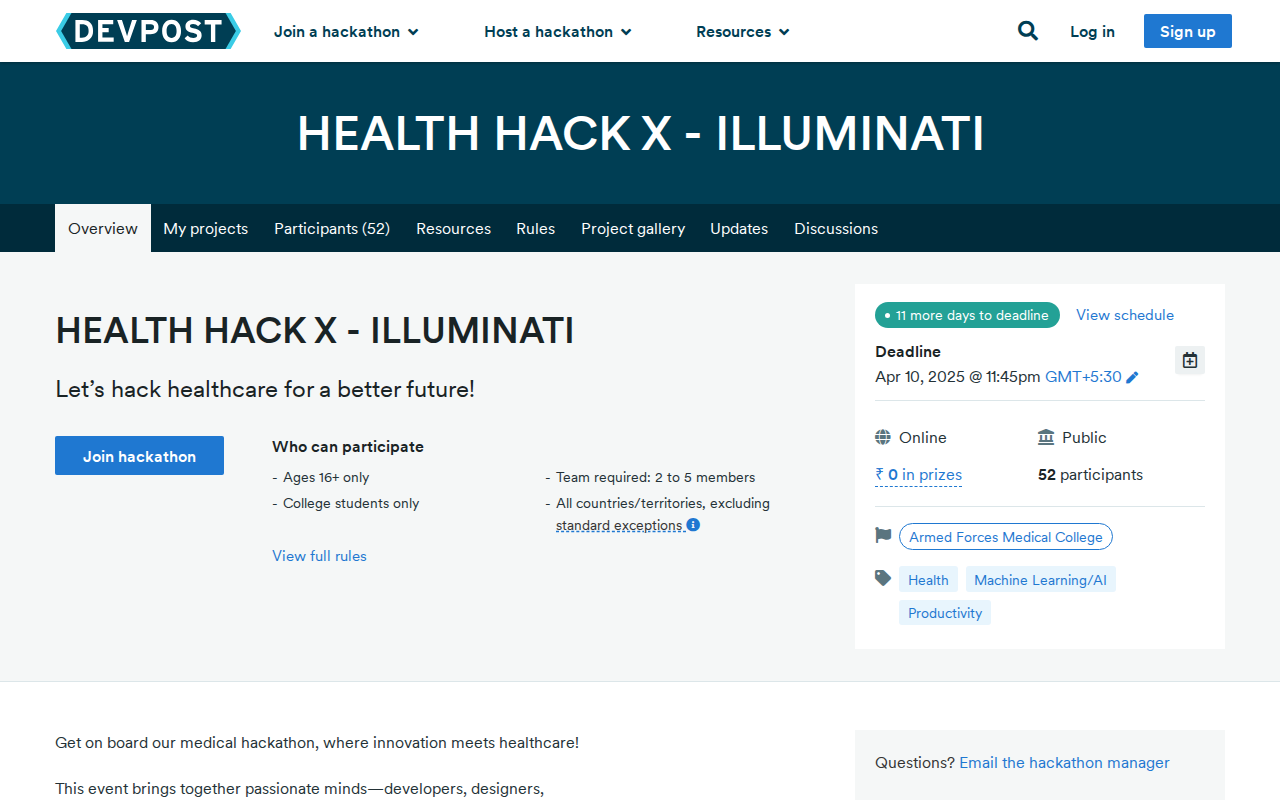 DEVPOST Join a hackathon Host a hackathon Resources Log in Sign up
HEALTH HACK X - ILLUMINATI
Overview My projects Participants (52) Resources Rules Project gallery Updates Discussions
HEALTH HACK X - ILLUMINATI
Let’s hack healthcare for a better future!
Join hackathon
Who can participate
- Ages 16+ only
- College students only
- Team required: 2 to 5 members
- All countries/territories, excluding
standard exceptions
View full rules
11 more days to deadline View schedule
Deadline
Apr 10, 2025 @ 11:45pm GMT+5:30
Online Public
₹ 0 in prizes 52 participants
Armed Forces Medical College
Health Machine Learning/AI
Productivity
Get on board our medical hackathon, where innovation meets healthcare!
This event brings together passionate minds—developers, designers,
Questions? Email the hackathon manager